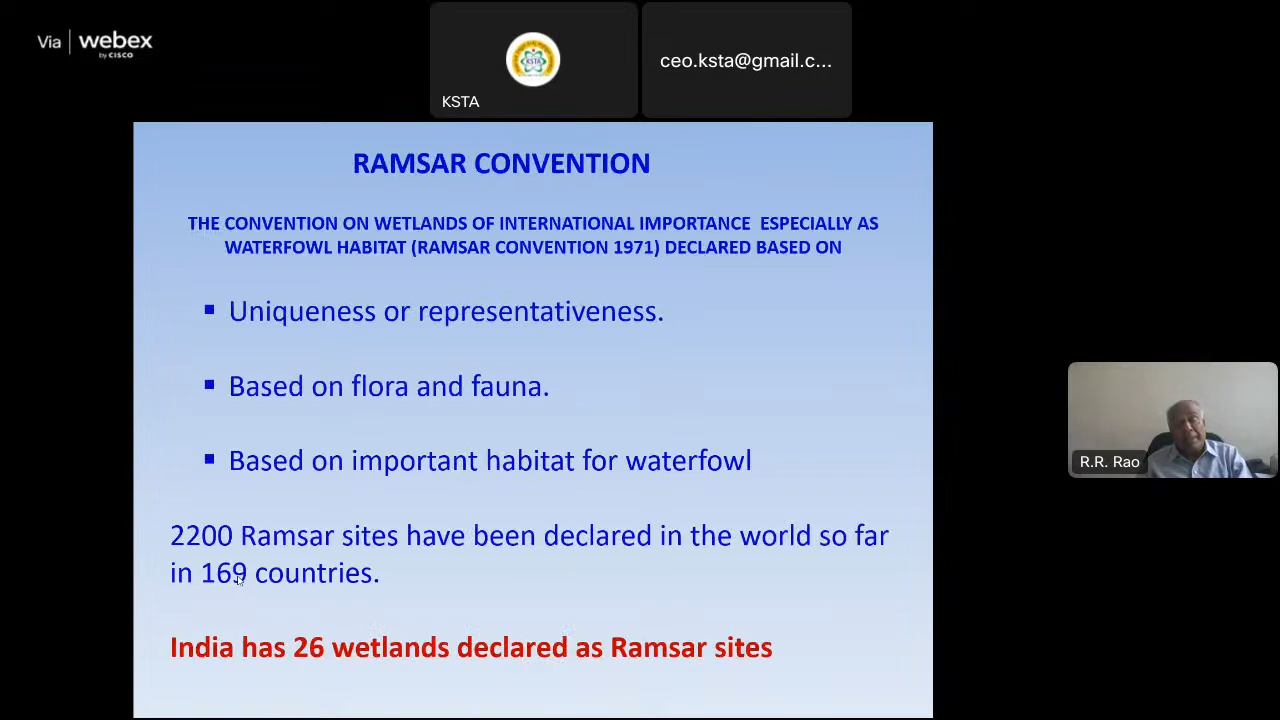 Via webex
by CISCO
KSTA
KSTA
ceo.ksta@gmail.c...
RAMSAR CONVENTION
THE CONVENTION ON WETLANDS OF INTERNATIONAL IMPORTANCE ESPECIALLY AS
WATERFOWL HABITAT (RAMSAR CONVENTION 1971) DECLARED BASED ON
▪ Uniqueness or representativeness.
▪ Based on flora and fauna.
▪ Based on important habitat for waterfowl
2200 Ramsar sites have been declared in the world so far
in 169 countries.
India has 26 wetlands declared as Ramsar sites
R.R. Rao